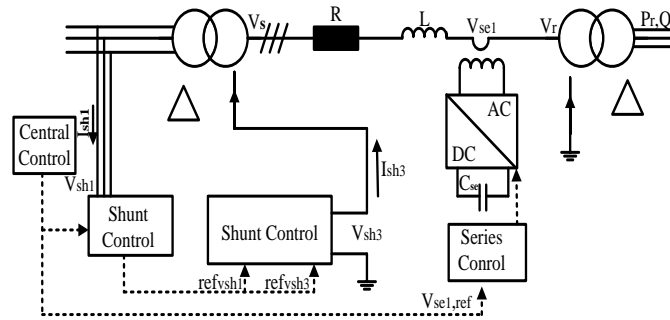 Vs
R
L
Vse1
Vr
Pr,Q
Ish1
Central
Control
Vsh1
Shunt
Control
Shunt Control
Ish3
Vsh3
refvsh1
refvsh3
AC
DC
Cse
Series
Conrol
Vse1,ref